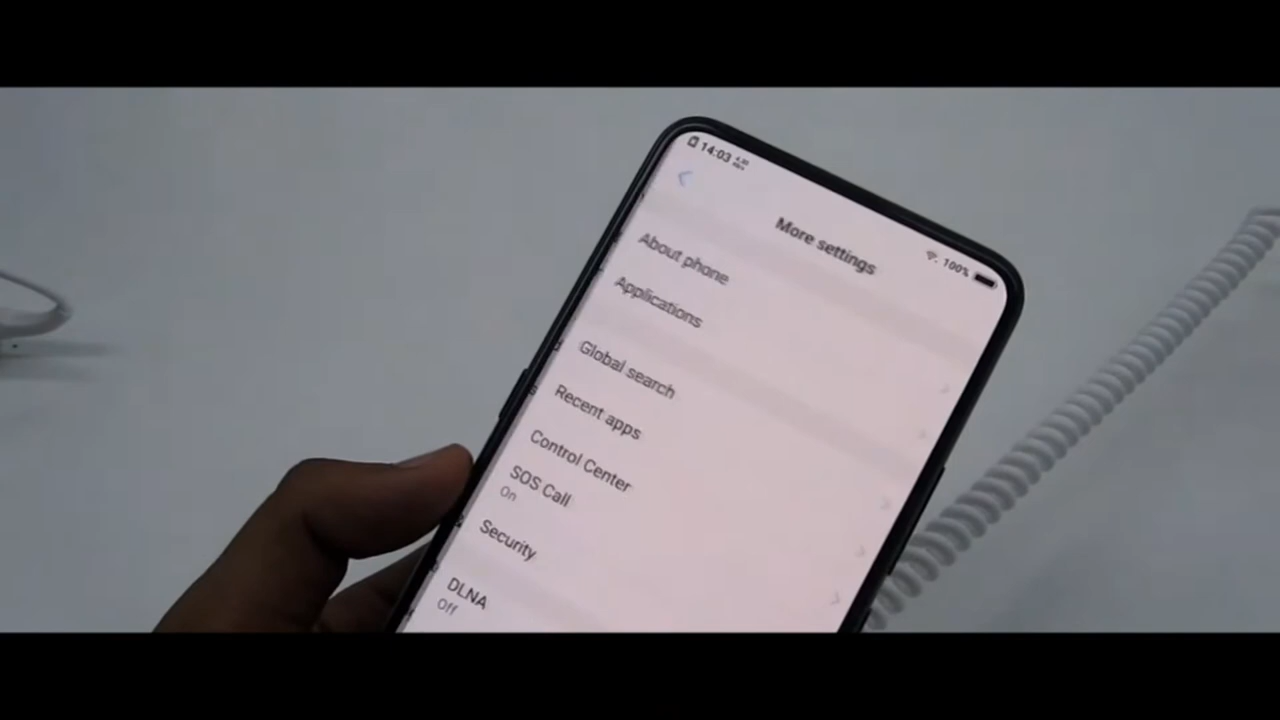 14:03
100%
More settings
About phone
Applications
Global search
Recent apps
Control Center
SOS Call
On
Security
DLNA
Off